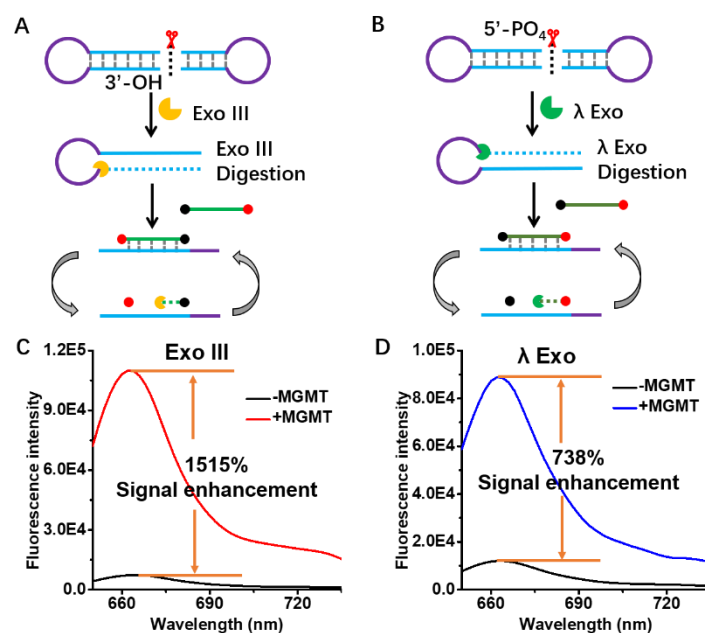 A
3’-OH
Exo III
Exo III
Digestion
B
5’-PO4
λ Exo
λ Exo
Digestion
C
Exo III
1.2E5
9.0E4
6.0E4
3.0E4
0.0
-MGMT
+MGMT
1515%
Signal enhancement
660
690
720
Fluorescence intensity
Wavelength (nm)
D
λ Exo
1.0E5
8.0E4
6.0E4
4.0E4
2.0E4
0.0
-MGMT
+MGMT
738%
Signal enhancement
660
690
720
Fluorescence intensity
Wavelength (nm)